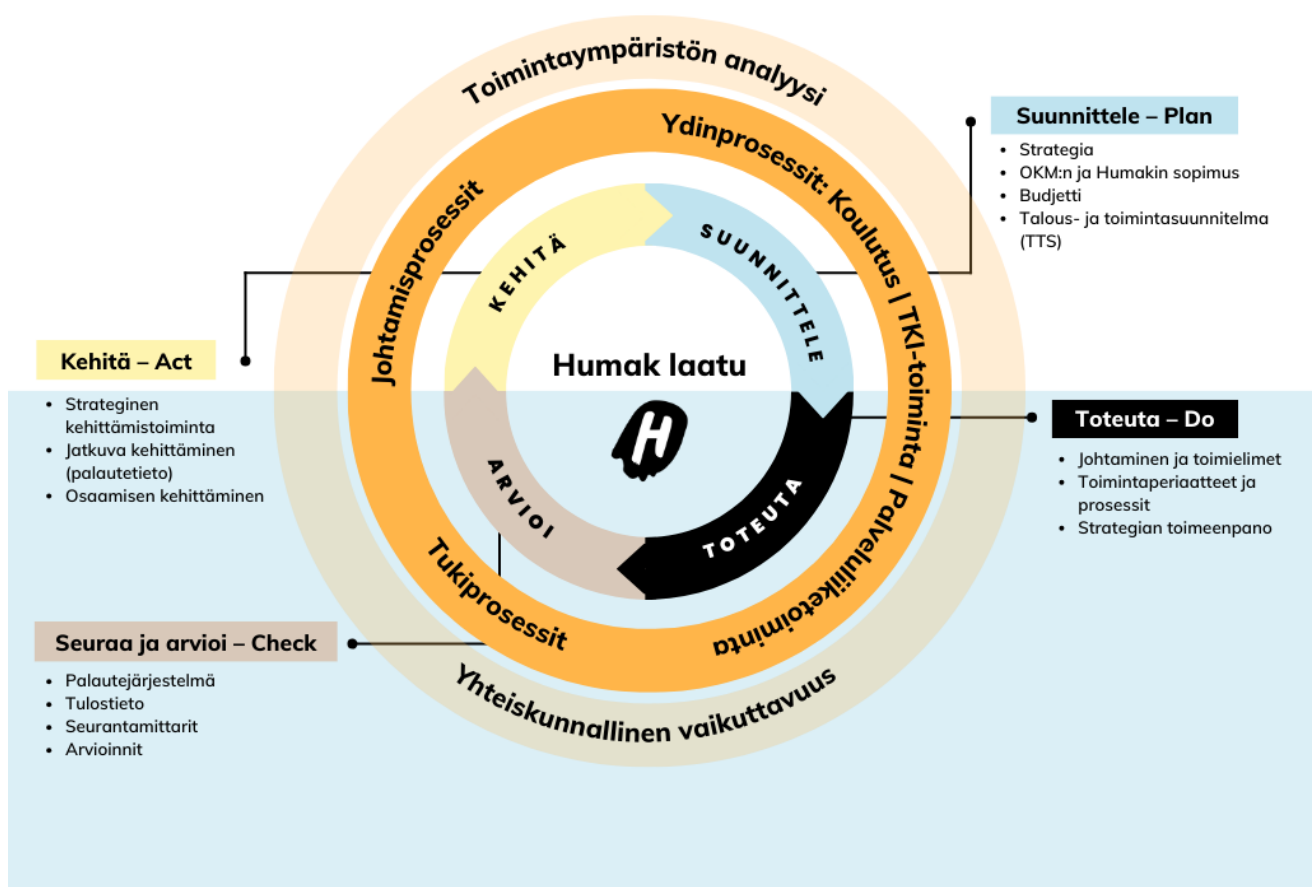 Toimintaympäristön analyysi
Ydinprosessit: Koulutus | TKI-toiminta | Palveluliiketoiminta
Johtamisprosessit
Tukiprosessit
Yhteiskunnallinen vaikuttavuus
SUUNNITTELE
TOTEUTA
ARVIOI
KEHITÄ
Humak laatu
H
Suunnittele – Plan
• Strategia
• OKM:n ja Humakin sopimus
• Budjetti
• Talous- ja toimintasuunnitelma
(TTS)
Toteuta – Do
• Johtaminen ja toimielimet
• Toimintaperiaatteet ja
prosessit
• Strategian toimeenpano
Kehitä – Act
• Strateginen
kehittämistoiminta
• Jatkuva kehittäminen
(palautetieto)
• Osaamisen kehittäminen
Seuraa ja arvioi – Check
• Palautejärjestelmä
• Tulostieto
• Seurantamittarit
• Arvioinnit